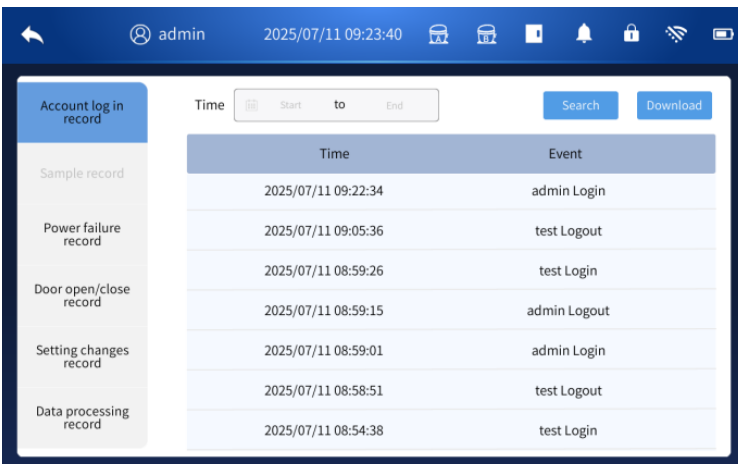 admin 2025/07/11 09:23:40 A B
Account log in
record
Time Start to End Search Download
Sample record
Power failure
record
Door open/close
record
Setting changes
record
Data processing
record
Time Event
2025/07/11 09:22:34 admin Login
2025/07/11 09:05:36 test Logout
2025/07/11 08:59:26 test Login
2025/07/11 08:59:15 admin Logout
2025/07/11 08:59:01 admin Login
2025/07/11 08:58:51 test Logout
2025/07/11 08:54:38 test Login